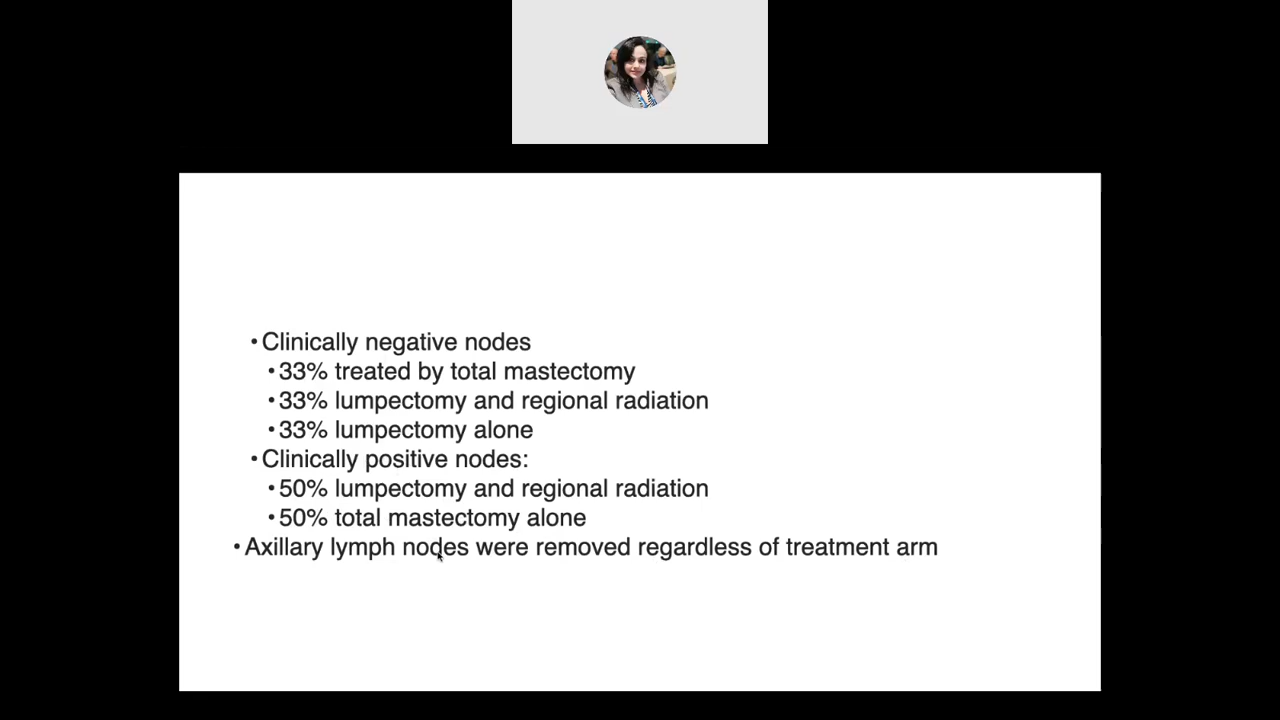 •Clinically negative nodes
•33% treated by total mastectomy
•33% lumpectomy and regional radiation
•33% lumpectomy alone
•Clinically positive nodes:
•50% lumpectomy and regional radiation
•50% total mastectomy alone
•Axillary lymph nodes were removed regardless of treatment arm